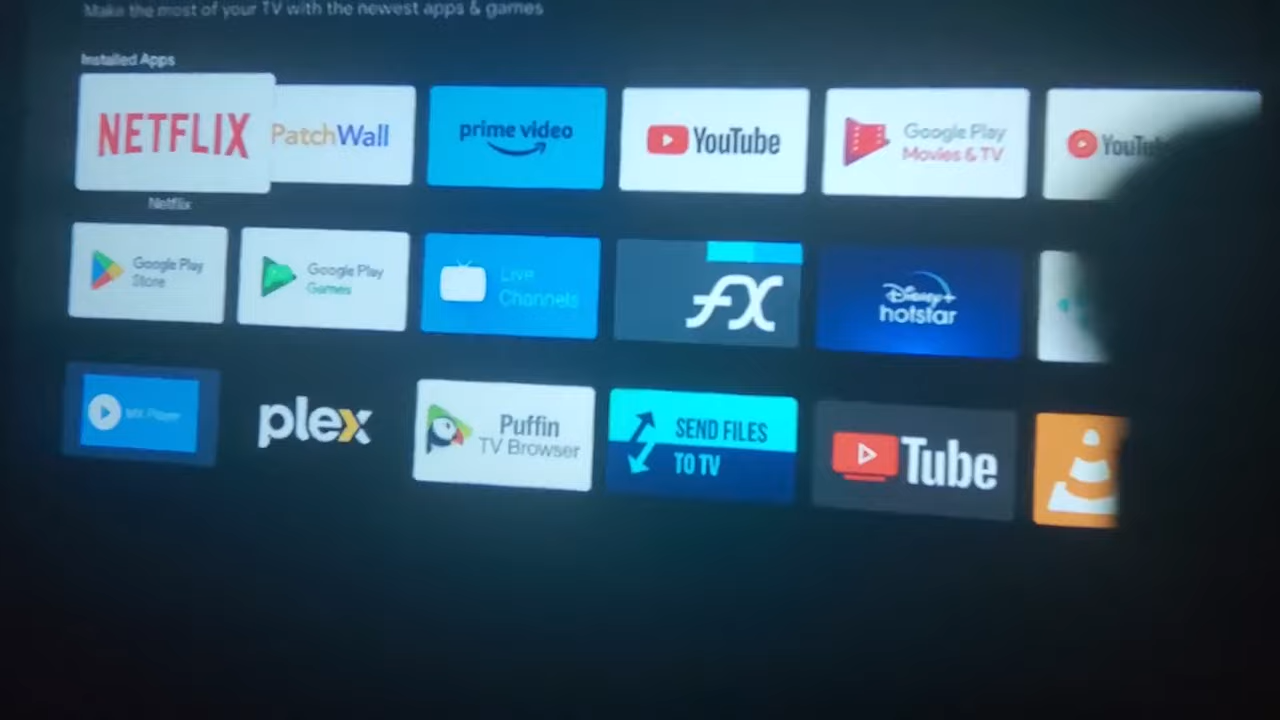 Make the most of your TV with the newest apps & games
Installed Apps
NETFLIX
PatchWall
prime video
YouTube
Google Play
Movies & TV
Netflix
Google Play
Store
Google Play
Games
Live
Channels
fX
Disney+
hotstar
MX Player
plex
Puffin
TV Browser
SEND FILES
TO TV
Tube